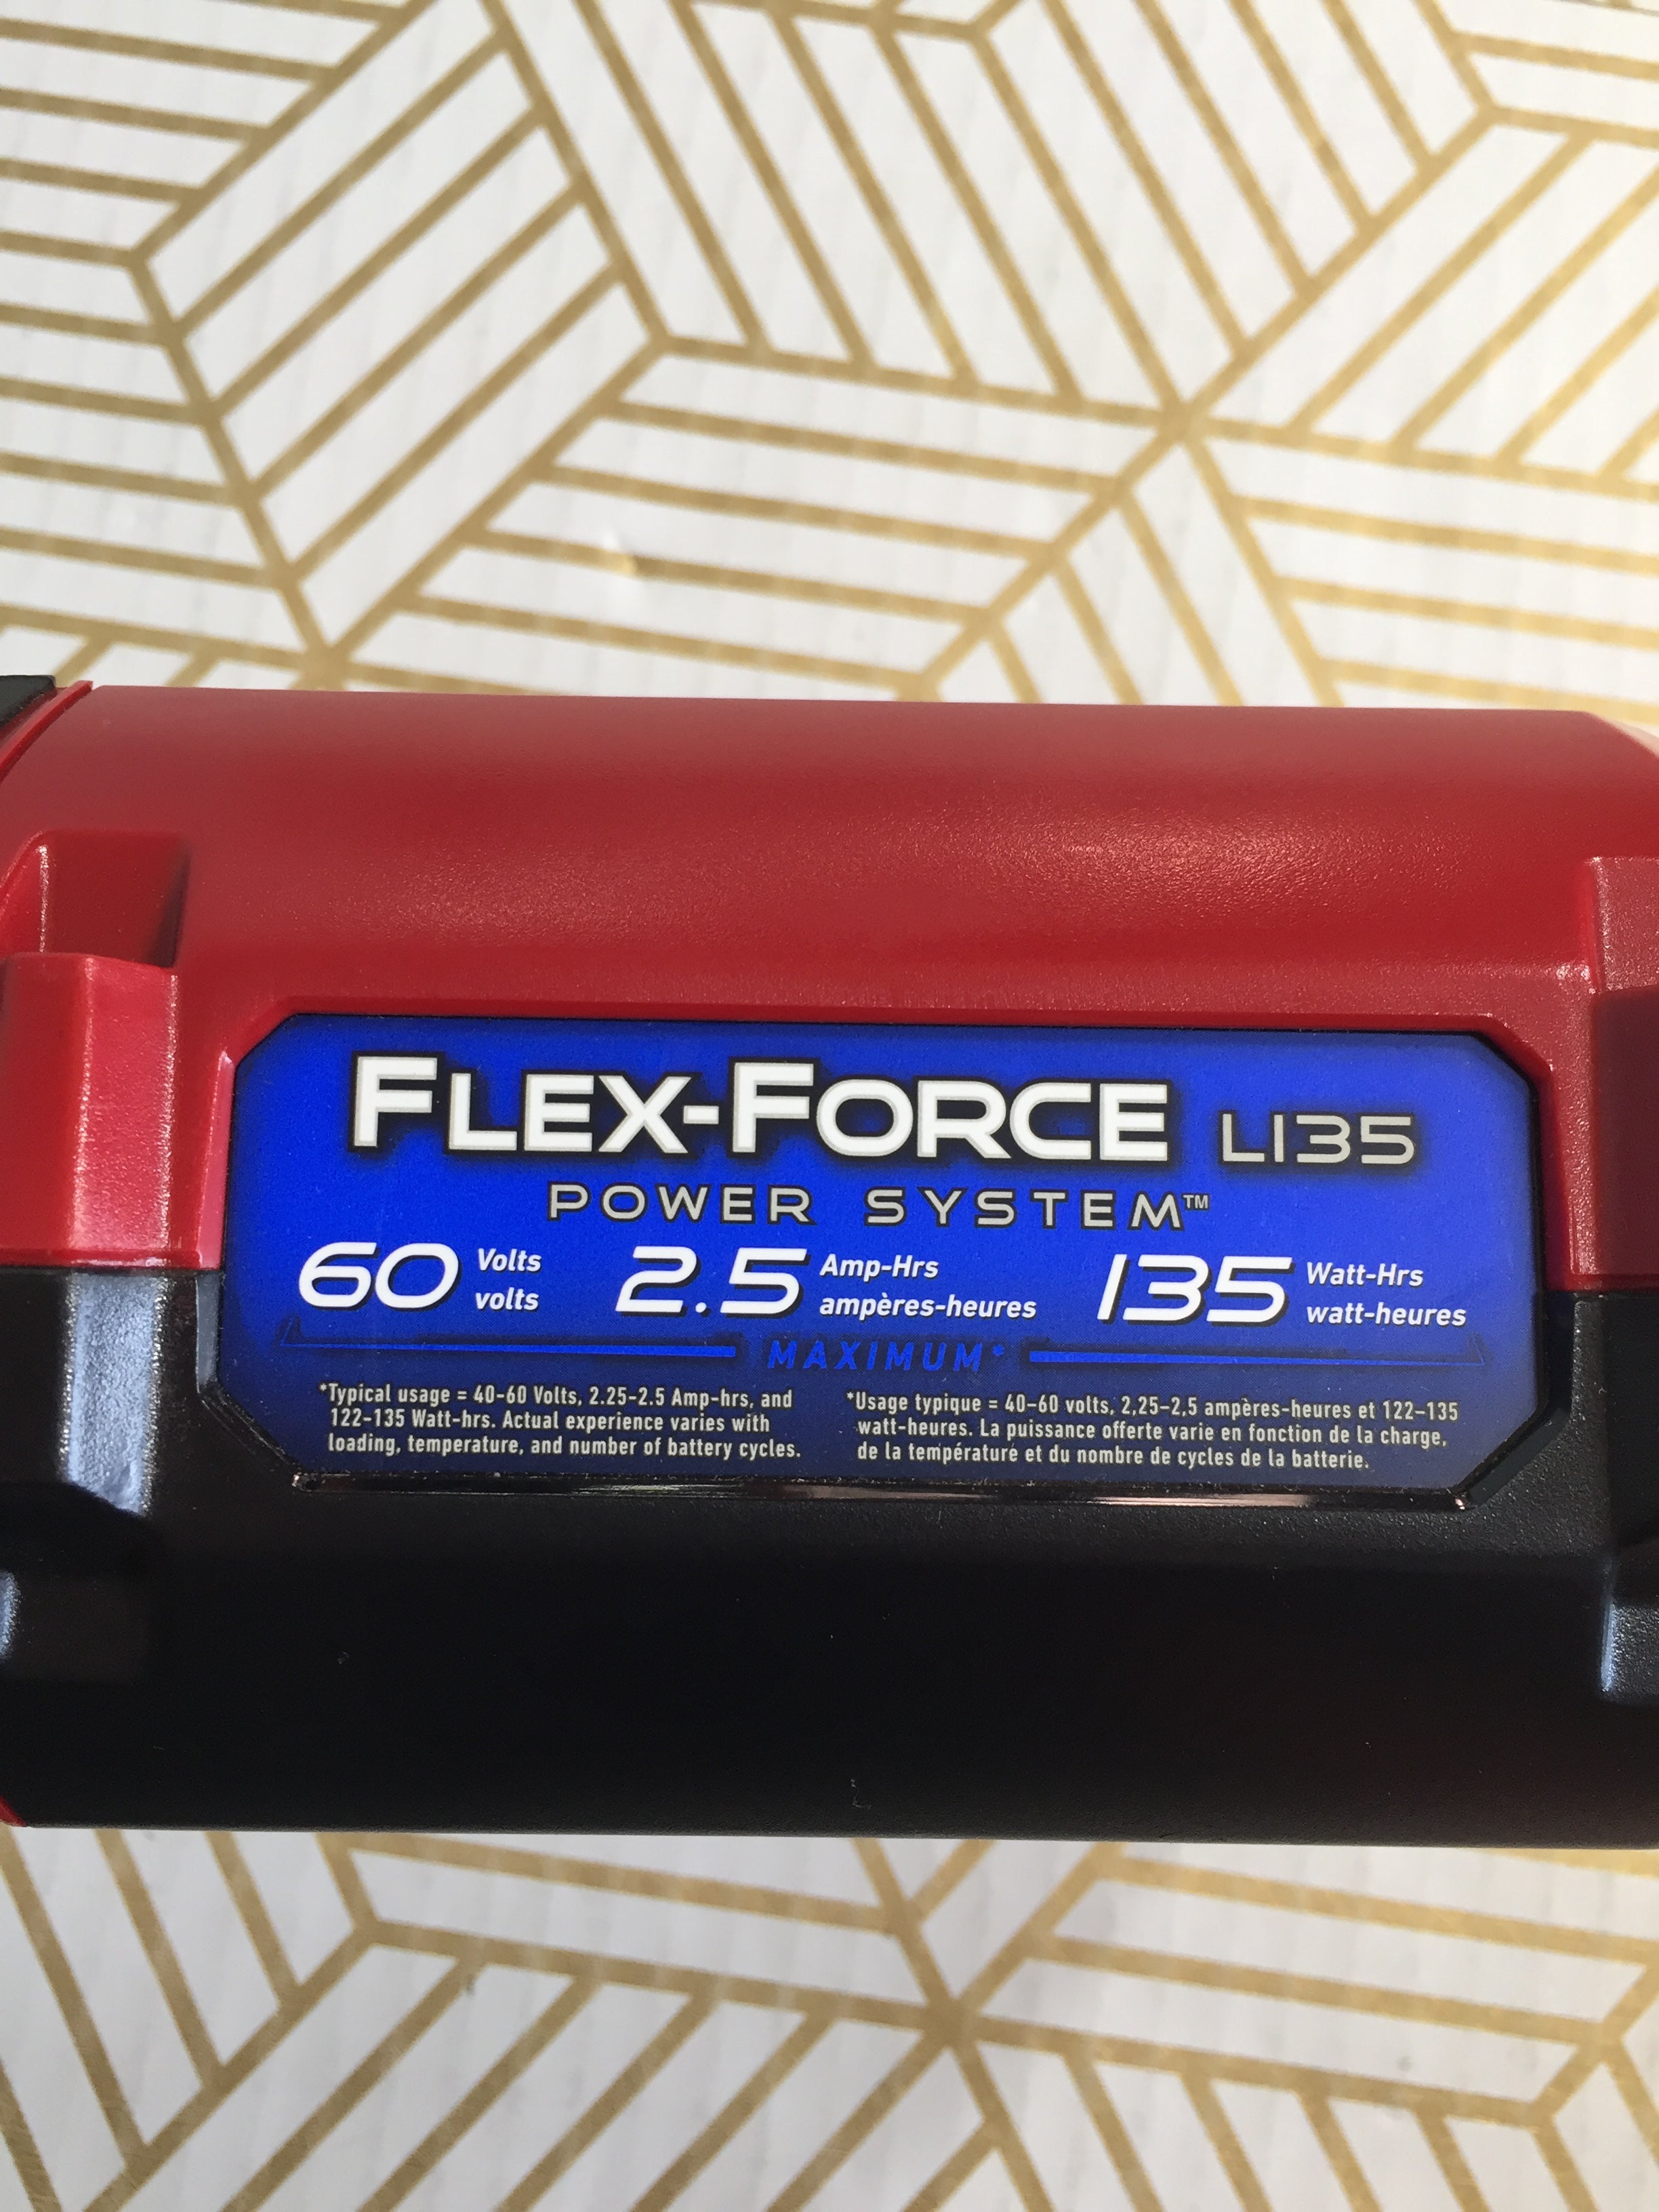 FLEX-FORCE L135
POWER SYSTEM™
60 Volts volts 2.5 Amp-Hrs ampères-heures 135 Watt-Hrs watt-heures
MAXIMUM*
*Typical usage = 40-60 Volts, 2.25-2.5 Amp-hrs, and
122-135 Watt-hrs. Actual experience varies with
loading, temperature, and number of battery cycles.
*Usage typique = 40-60 volts, 2,25-2,5 ampères-heures et 122-135
watt-heures. La puissance offerte varie en fonction de la charge,
de la température et du nombre de cycles de la batterie.